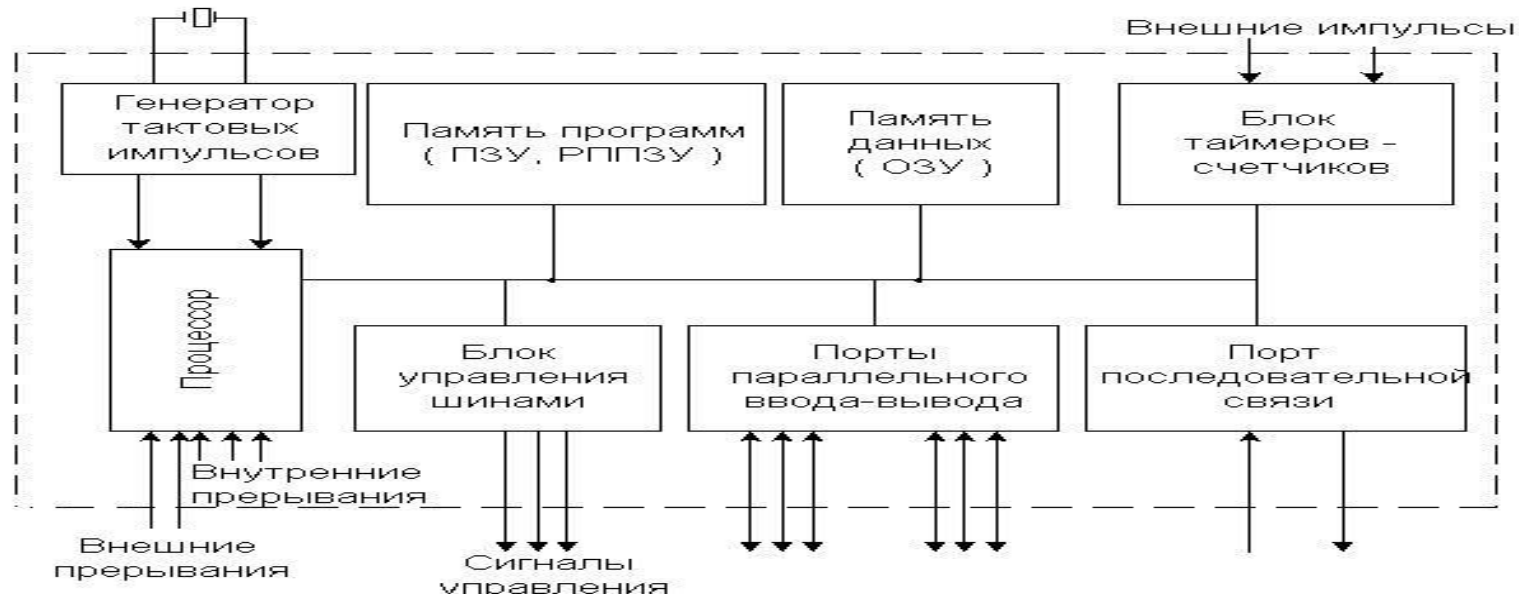 Внешние импульсы
Генератор
тактовых
импульсов
Память программ
( ПЗУ, РППЗУ )
Память
данных
( ОЗУ )
Блок
таймеров -
счетчиков
Процессор
Блок
управления
шинами
Порты
параллельного
ввода-вывода
Порт
последовательной
связи
Внутренние
прерывания
Внешние
прерывания
Сигналы
управления